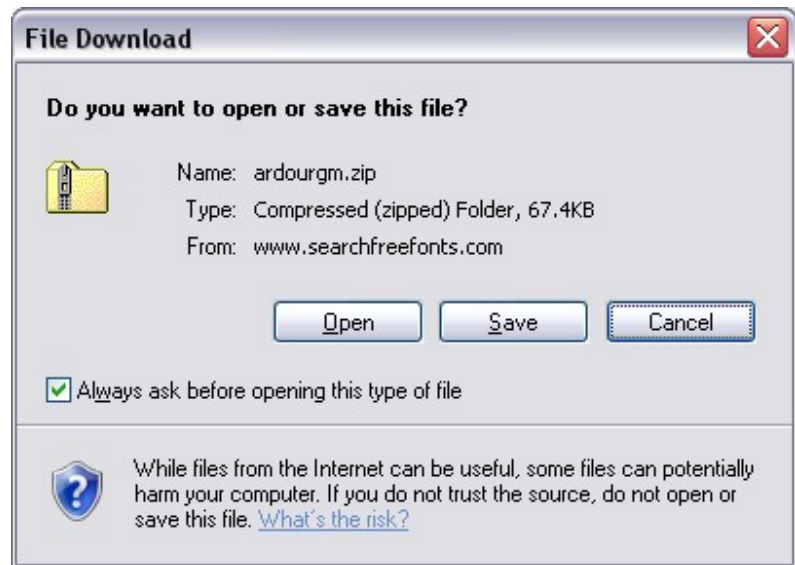 File Download
Do you want to open or save this file?
Name: ardourgm.zip
Type: Compressed (zipped) Folder, 67.4KB
From: www.searchfreefonts.com
Open Save Cancel
Always ask before opening this type of file
While files from the Internet can be useful, some files can potentially
harm your computer. If you do not trust the source, do not open or
save this file. What's the risk?